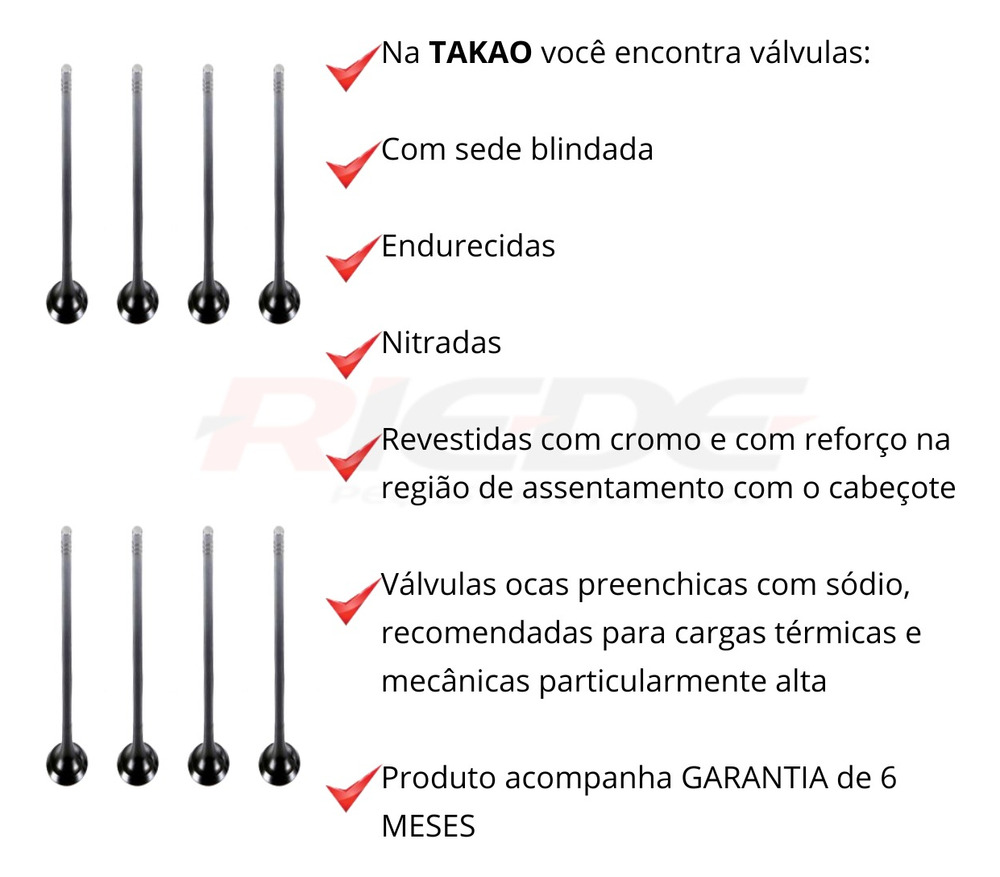 Na TAKAO você encontra válvulas:
Com sede blindada
Endurecidas
Nitradas
RIEDE
Revestidas com cromo e com reforço na
região de assentamento com o cabeçote
Válvulas ocas preenchicas com sódio,
recomendadas para cargas térmicas e
mecânicas particularmente alta
Produto acompanha GARANTIA de 6
MESES